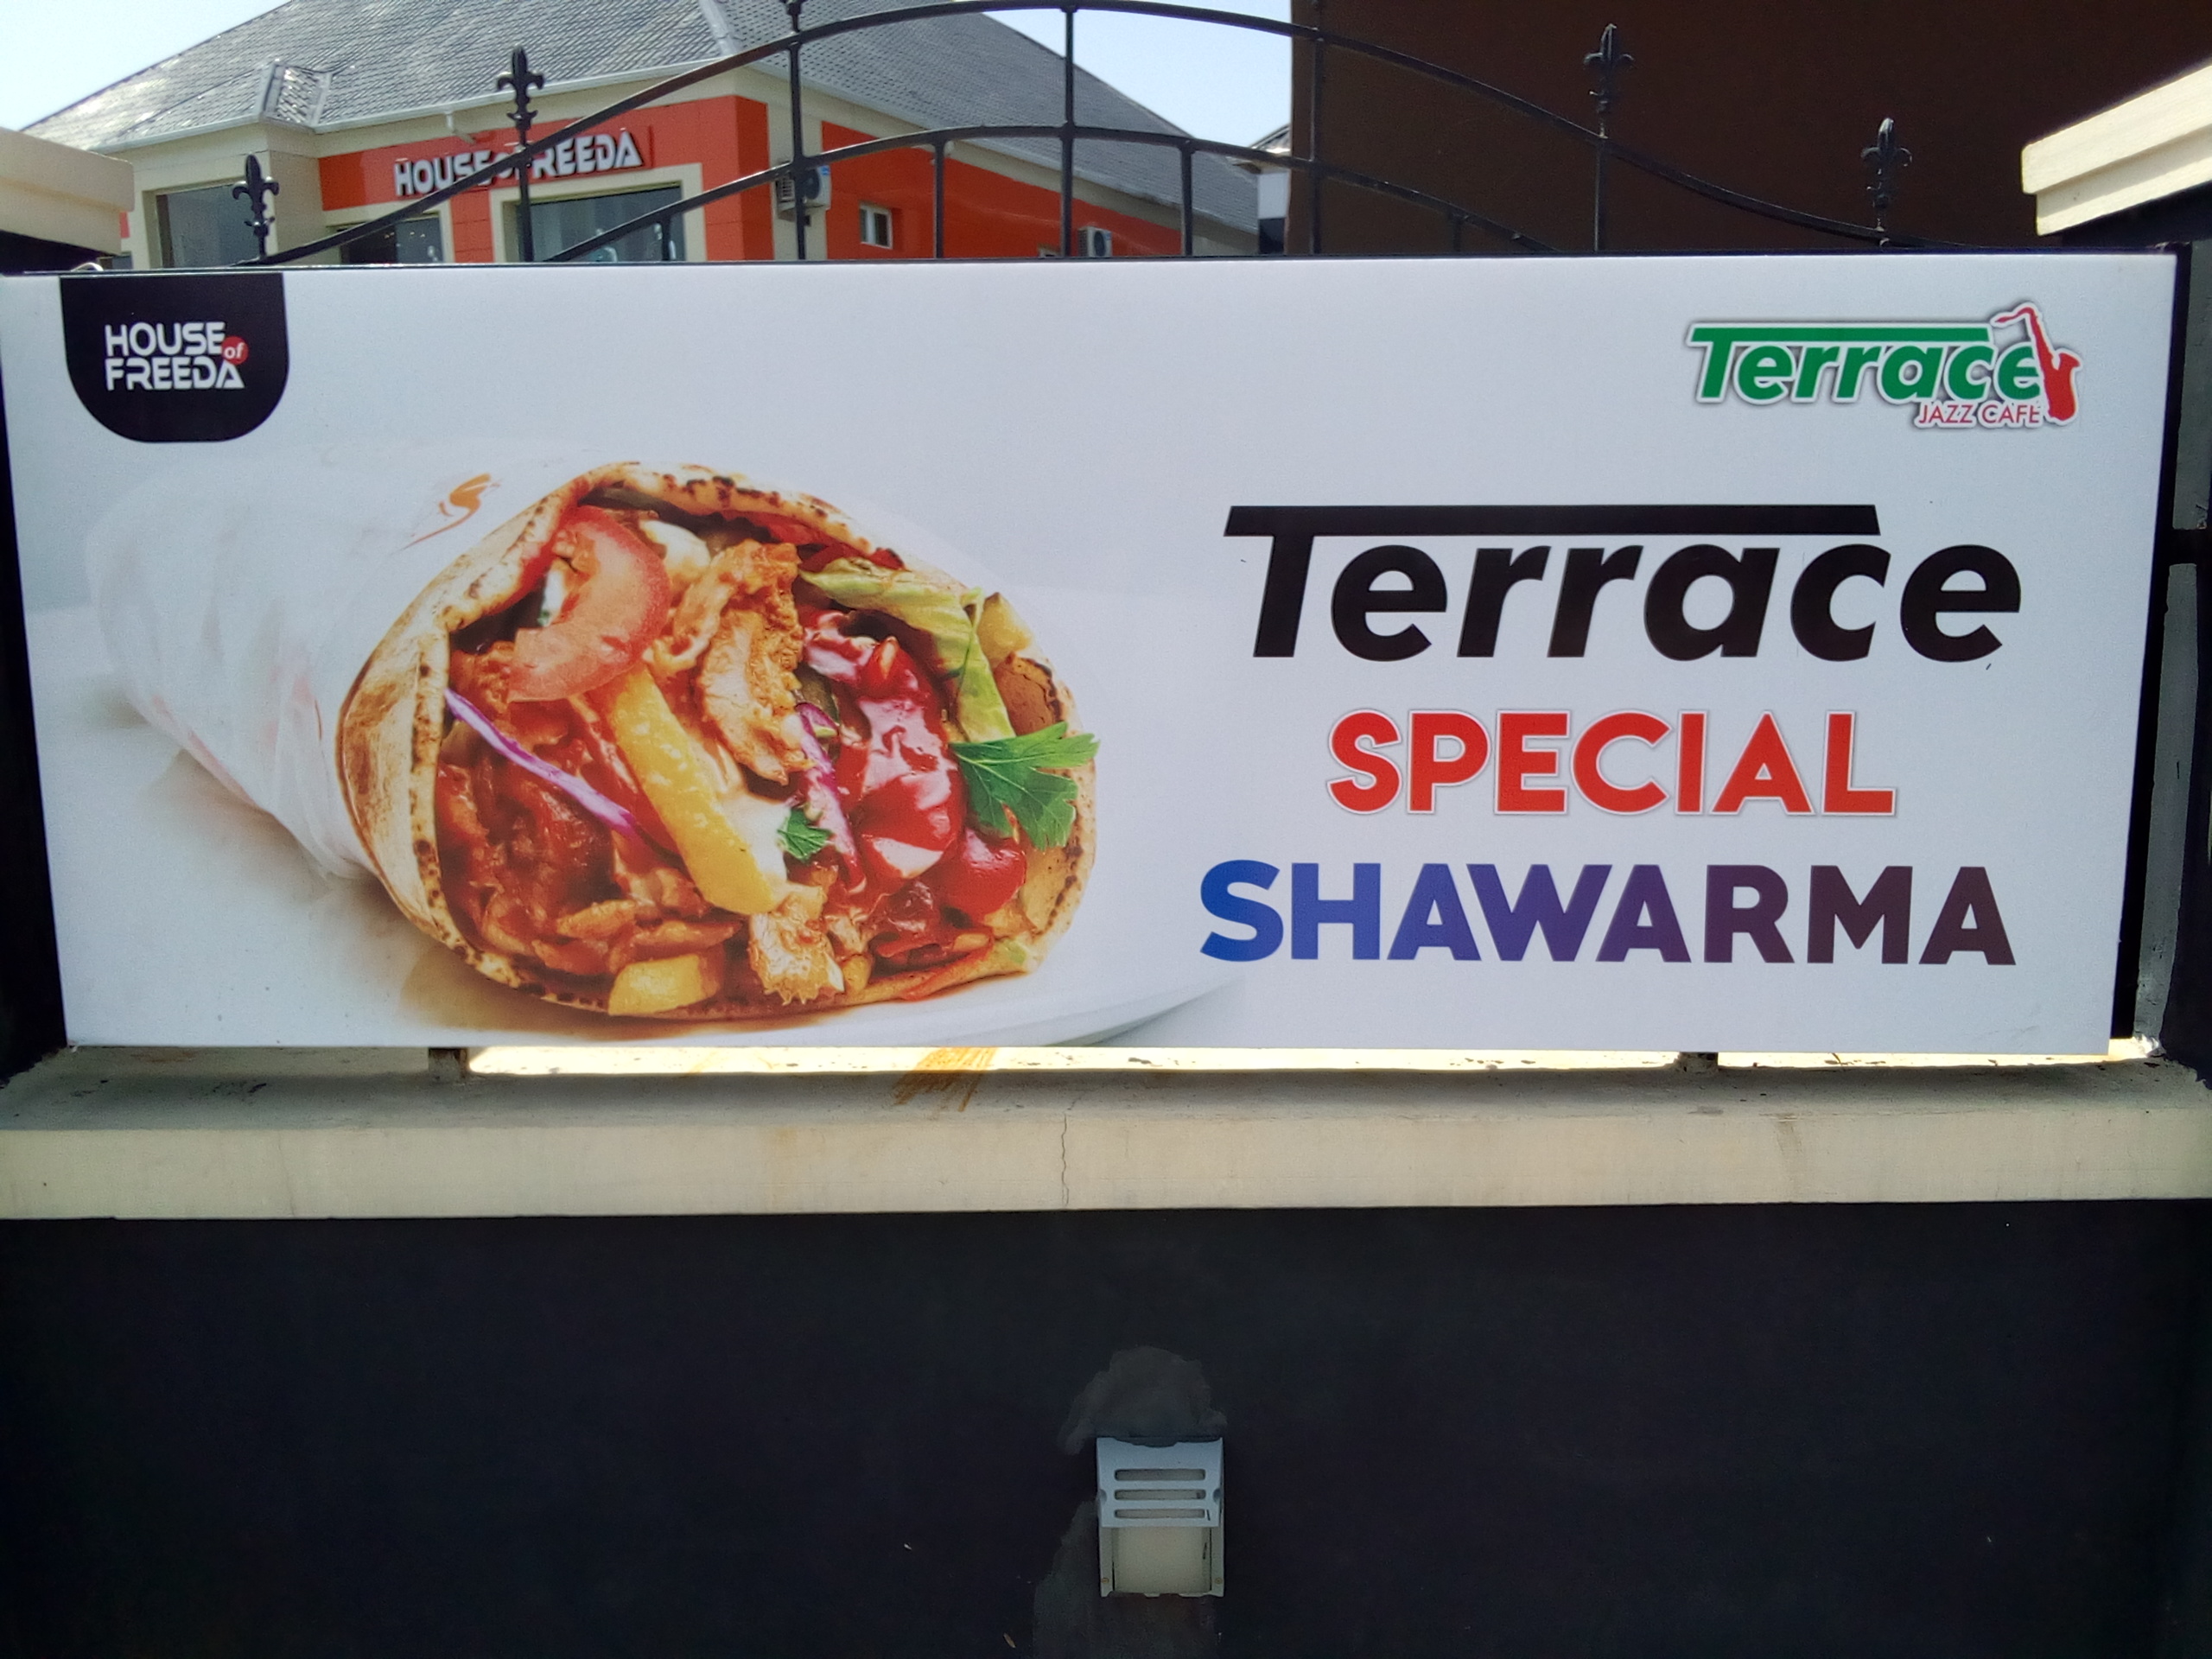 HOUSE of FREEDA
HOUSE of
FREEDA
Terrace
JAZZ CAFE
Terrace
SPECIAL
SHAWARMA